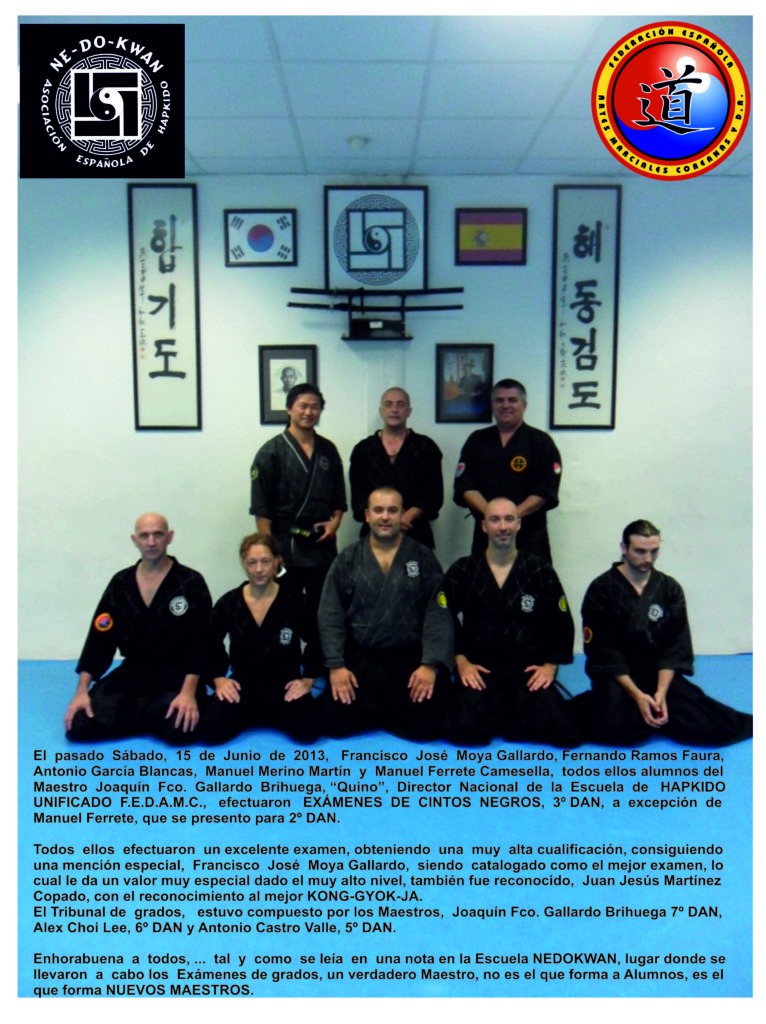 NE-DO-KWAN
ASOCIACIÓN ESPAÑOLA DE HAPKIDO
FEDERACIÓN ESPAÑOLA
ARTES MARCIALES COREANAS Y D.A.
道
합기도
해동검도
El pasado Sábado, 15 de Junio de 2013, Francisco José Moya Gallardo, Fernando Ramos Faura,
Antonio García Blancas, Manuel Merino Martín y Manuel Ferrete Camesella, todos ellos alumnos del
Maestro Joaquín Fco. Gallardo Brihuega, “Quino”, Director Nacional de la Escuela de HAPKIDO
UNIFICADO F.E.D.A.M.C., efectuaron EXÁMENES DE CINTOS NEGROS, 3º DAN, a excepción de
Manuel Ferrete, que se presento para 2º DAN.
Todos ellos efectuaron un excelente examen, obteniendo una muy alta cualificación, consiguiendo
una mención especial, Francisco José Moya Gallardo, siendo catalogado como el mejor examen, lo
cual le da un valor muy especial dado el muy alto nivel, también fue reconocido, Juan Jesús Martínez
Copado, con el reconocimiento al mejor KONG-GYOK-JA.
El Tribunal de grados, estuvo compuesto por los Maestros, Joaquín Fco. Gallardo Brihuega 7º DAN,
Alex Choi Lee, 6º DAN y Antonio Castro Valle, 5º DAN.
Enhorabuena a todos, ... tal y como se leía en una nota en la Escuela NEDOKWAN, lugar donde se
llevaron a cabo los Exámenes de grados, un verdadero Maestro, no es el que forma a Alumnos, es el
que forma NUEVOS MAESTROS.